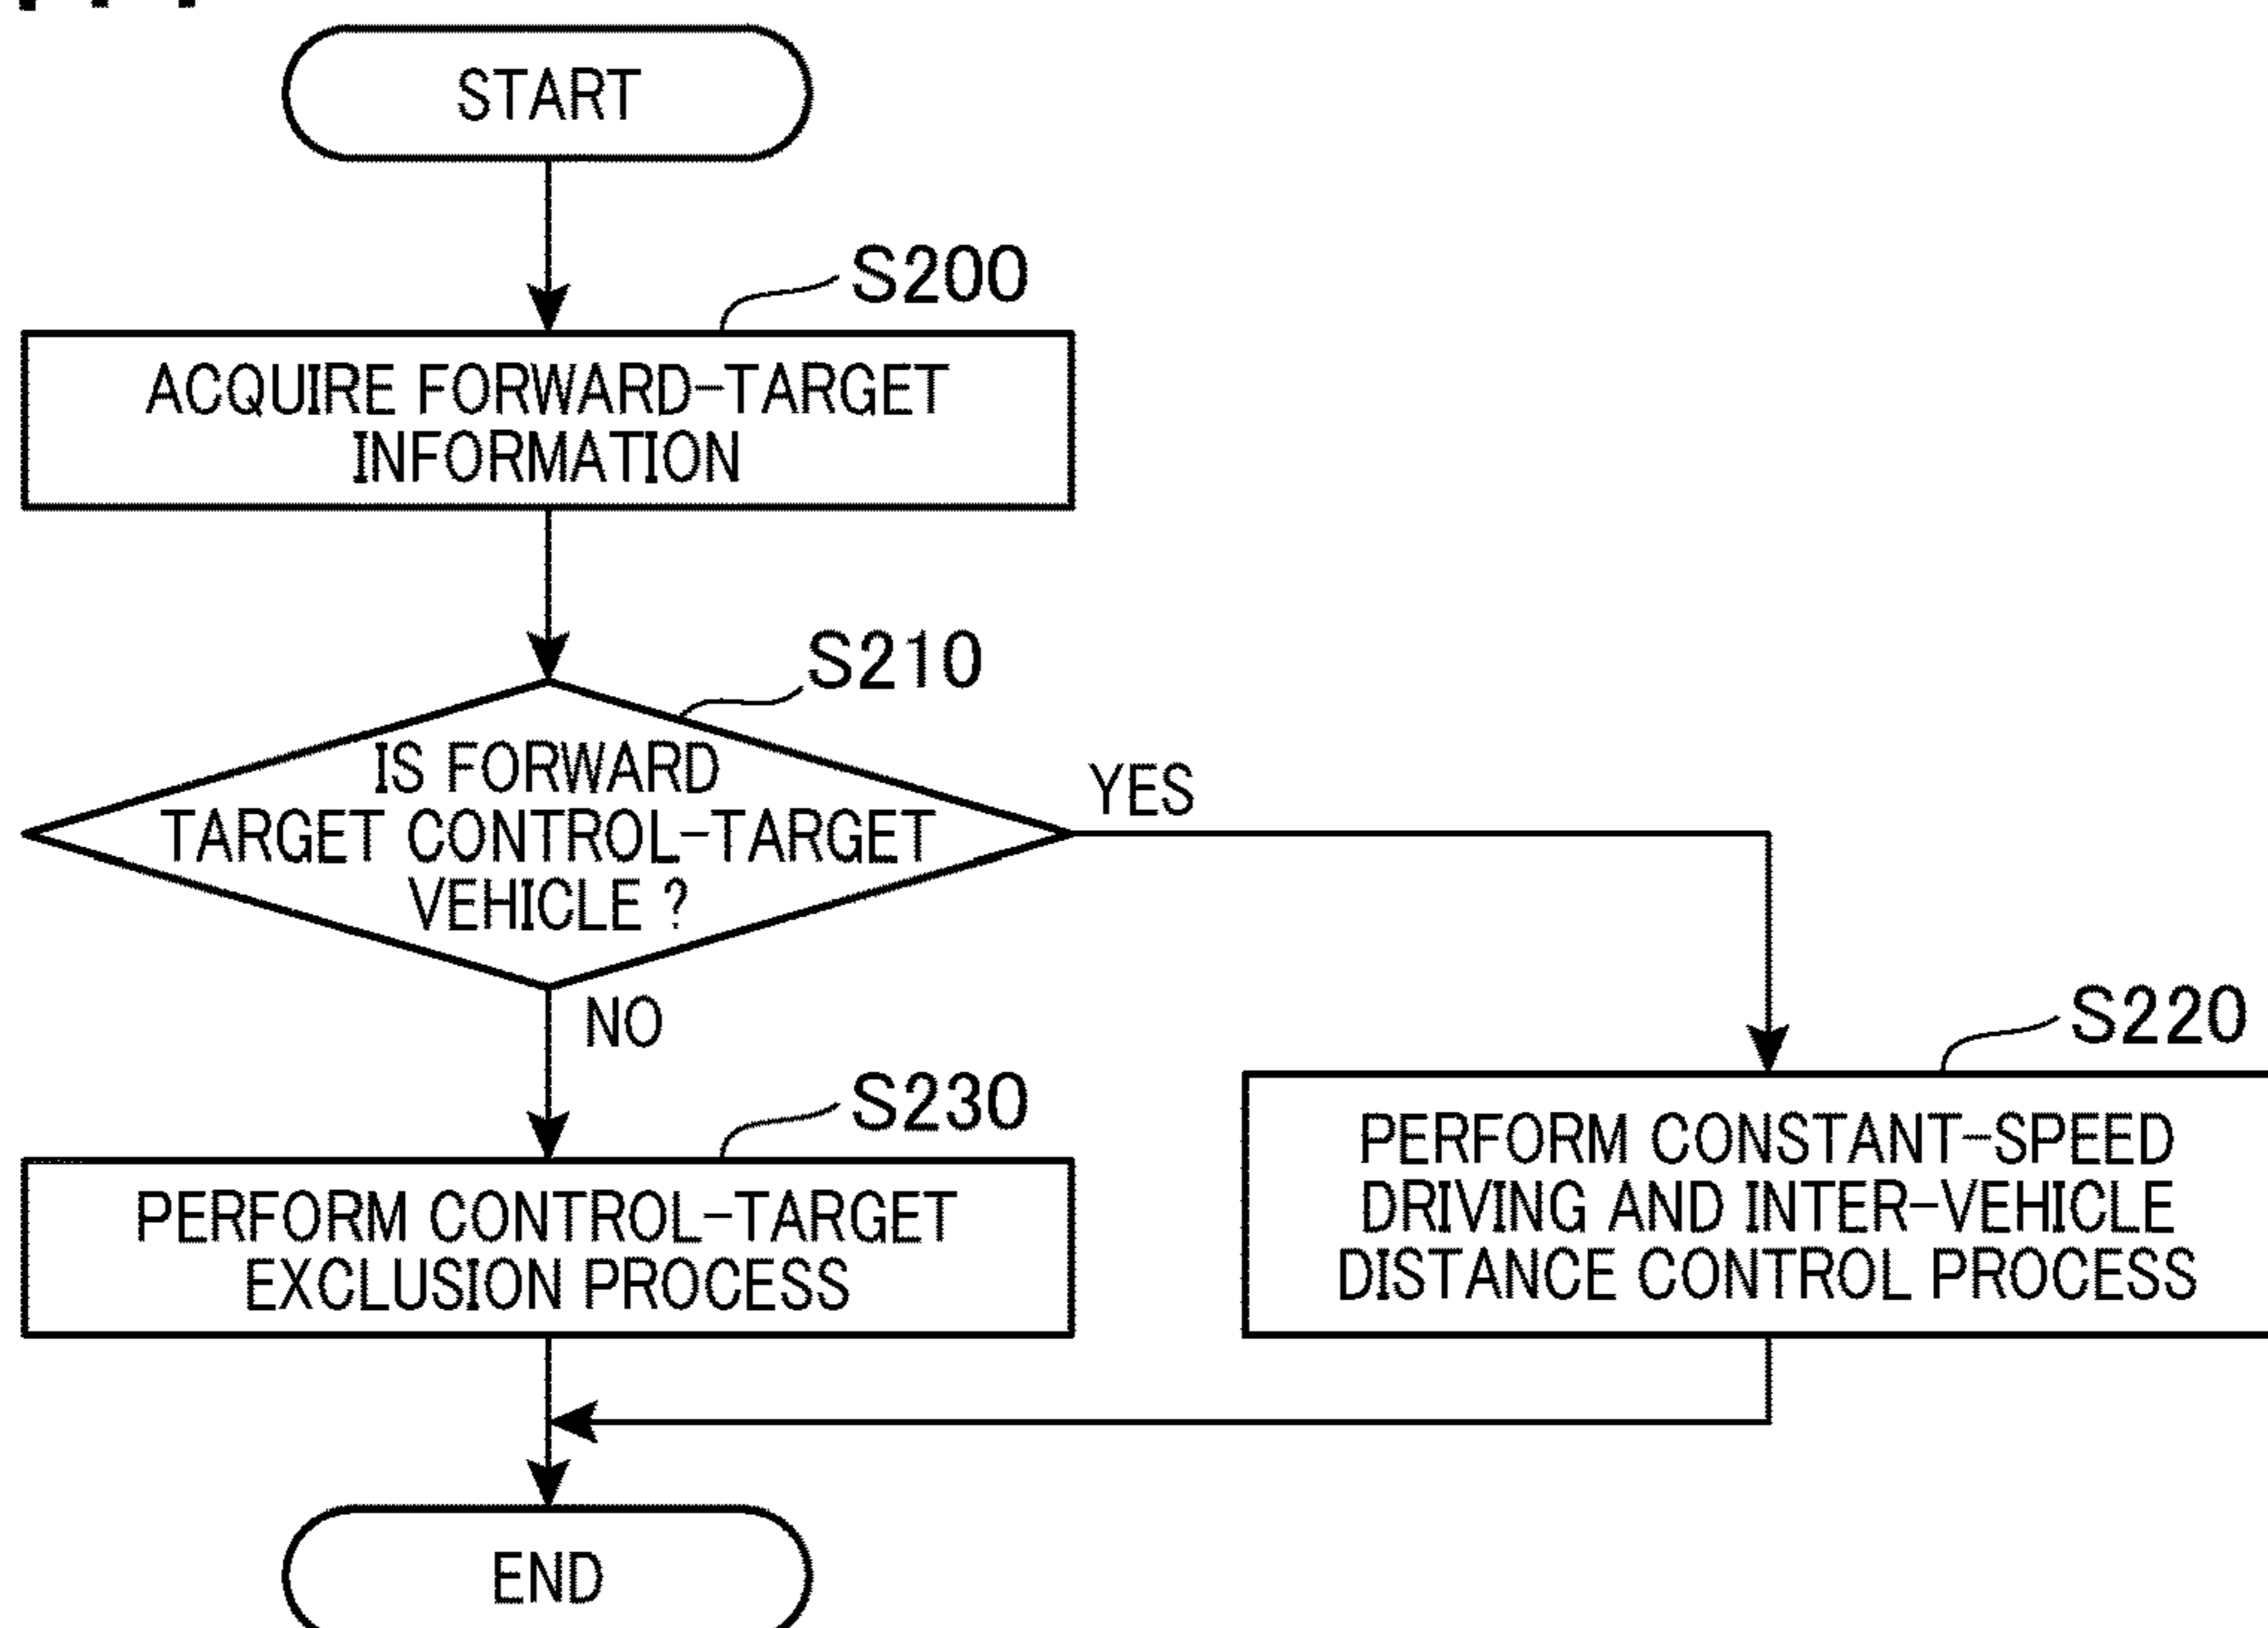 START
S200
ACQUIRE FORWARD-TARGET
INFORMATION
S210
IS FORWARD
TARGET CONTROL-TARGET
VEHICLE ?
YES
NO
S220
PERFORM CONSTANT-SPEED
DRIVING AND INTER-VEHICLE
DISTANCE CONTROL PROCESS
S230
PERFORM CONTROL-TARGET
EXCLUSION PROCESS
END